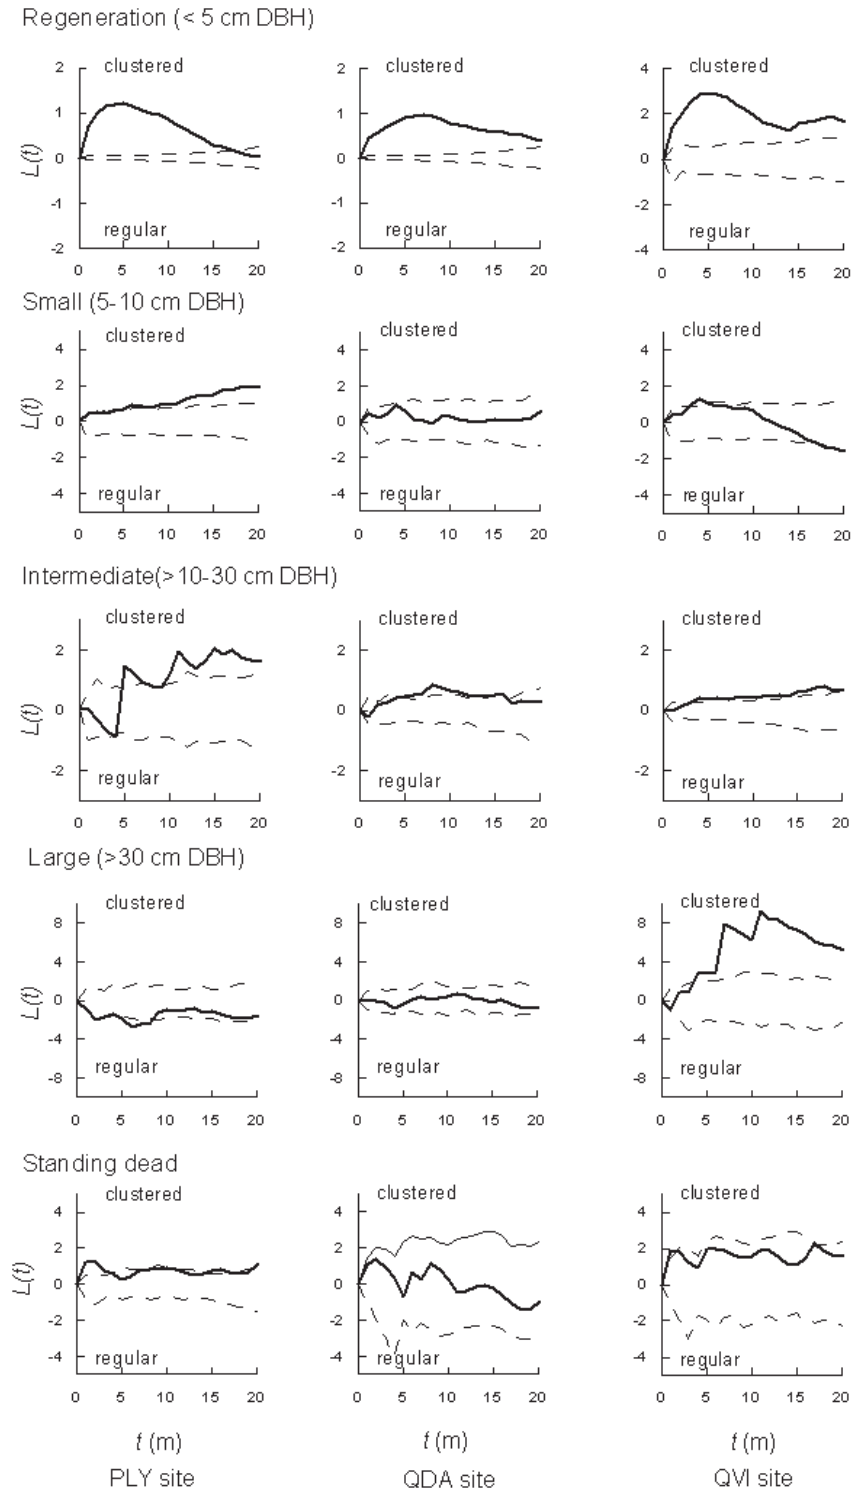 Regeneration (< 5 cm DBH)
clustered clustered clustered
2 2 4
1 1 2
L(t) 0 0 0
-1 -1 -2
regular regular regular
-2 -2 -4
0 5 10 15 20 0 5 10 15 20 0 5 10 15 20
Small (5-10 cm DBH)
clustered clustered clustered
4 4 4
2 2 2
L(t) 0 0 0
-2 -2 -2
-4 regular -4 regular -4 regular
0 5 10 15 20 0 5 10 15 20 0 5 10 15 20
Intermediate(>10-30 cm DBH)
clustered clustered clustered
2 2 2
L(t) 0 0 0
-2 -2 -2
regular regular regular
0 5 10 15 20 0 5 10 15 20 0 5 10 15 20
Large (>30 cm DBH)
clustered clustered clustered
8 8 8
4 4 4
L(t) 0 0 0
-4 -4 -4
regular regular regular
-8 -8 -8
0 5 10 15 20 0 5 10 15 20 0 5 10 15 20
Standing dead
clustered clustered clustered
4 4 4
2 2 2
L(t) 0 0 0
-2 -2 -2
-4 regular -4 regular -4 regular
0 5 10 15 20 0 5 10 15 20 0 5 10 15 20
t (m) t (m) t (m)
PLY site QDA site QVI site